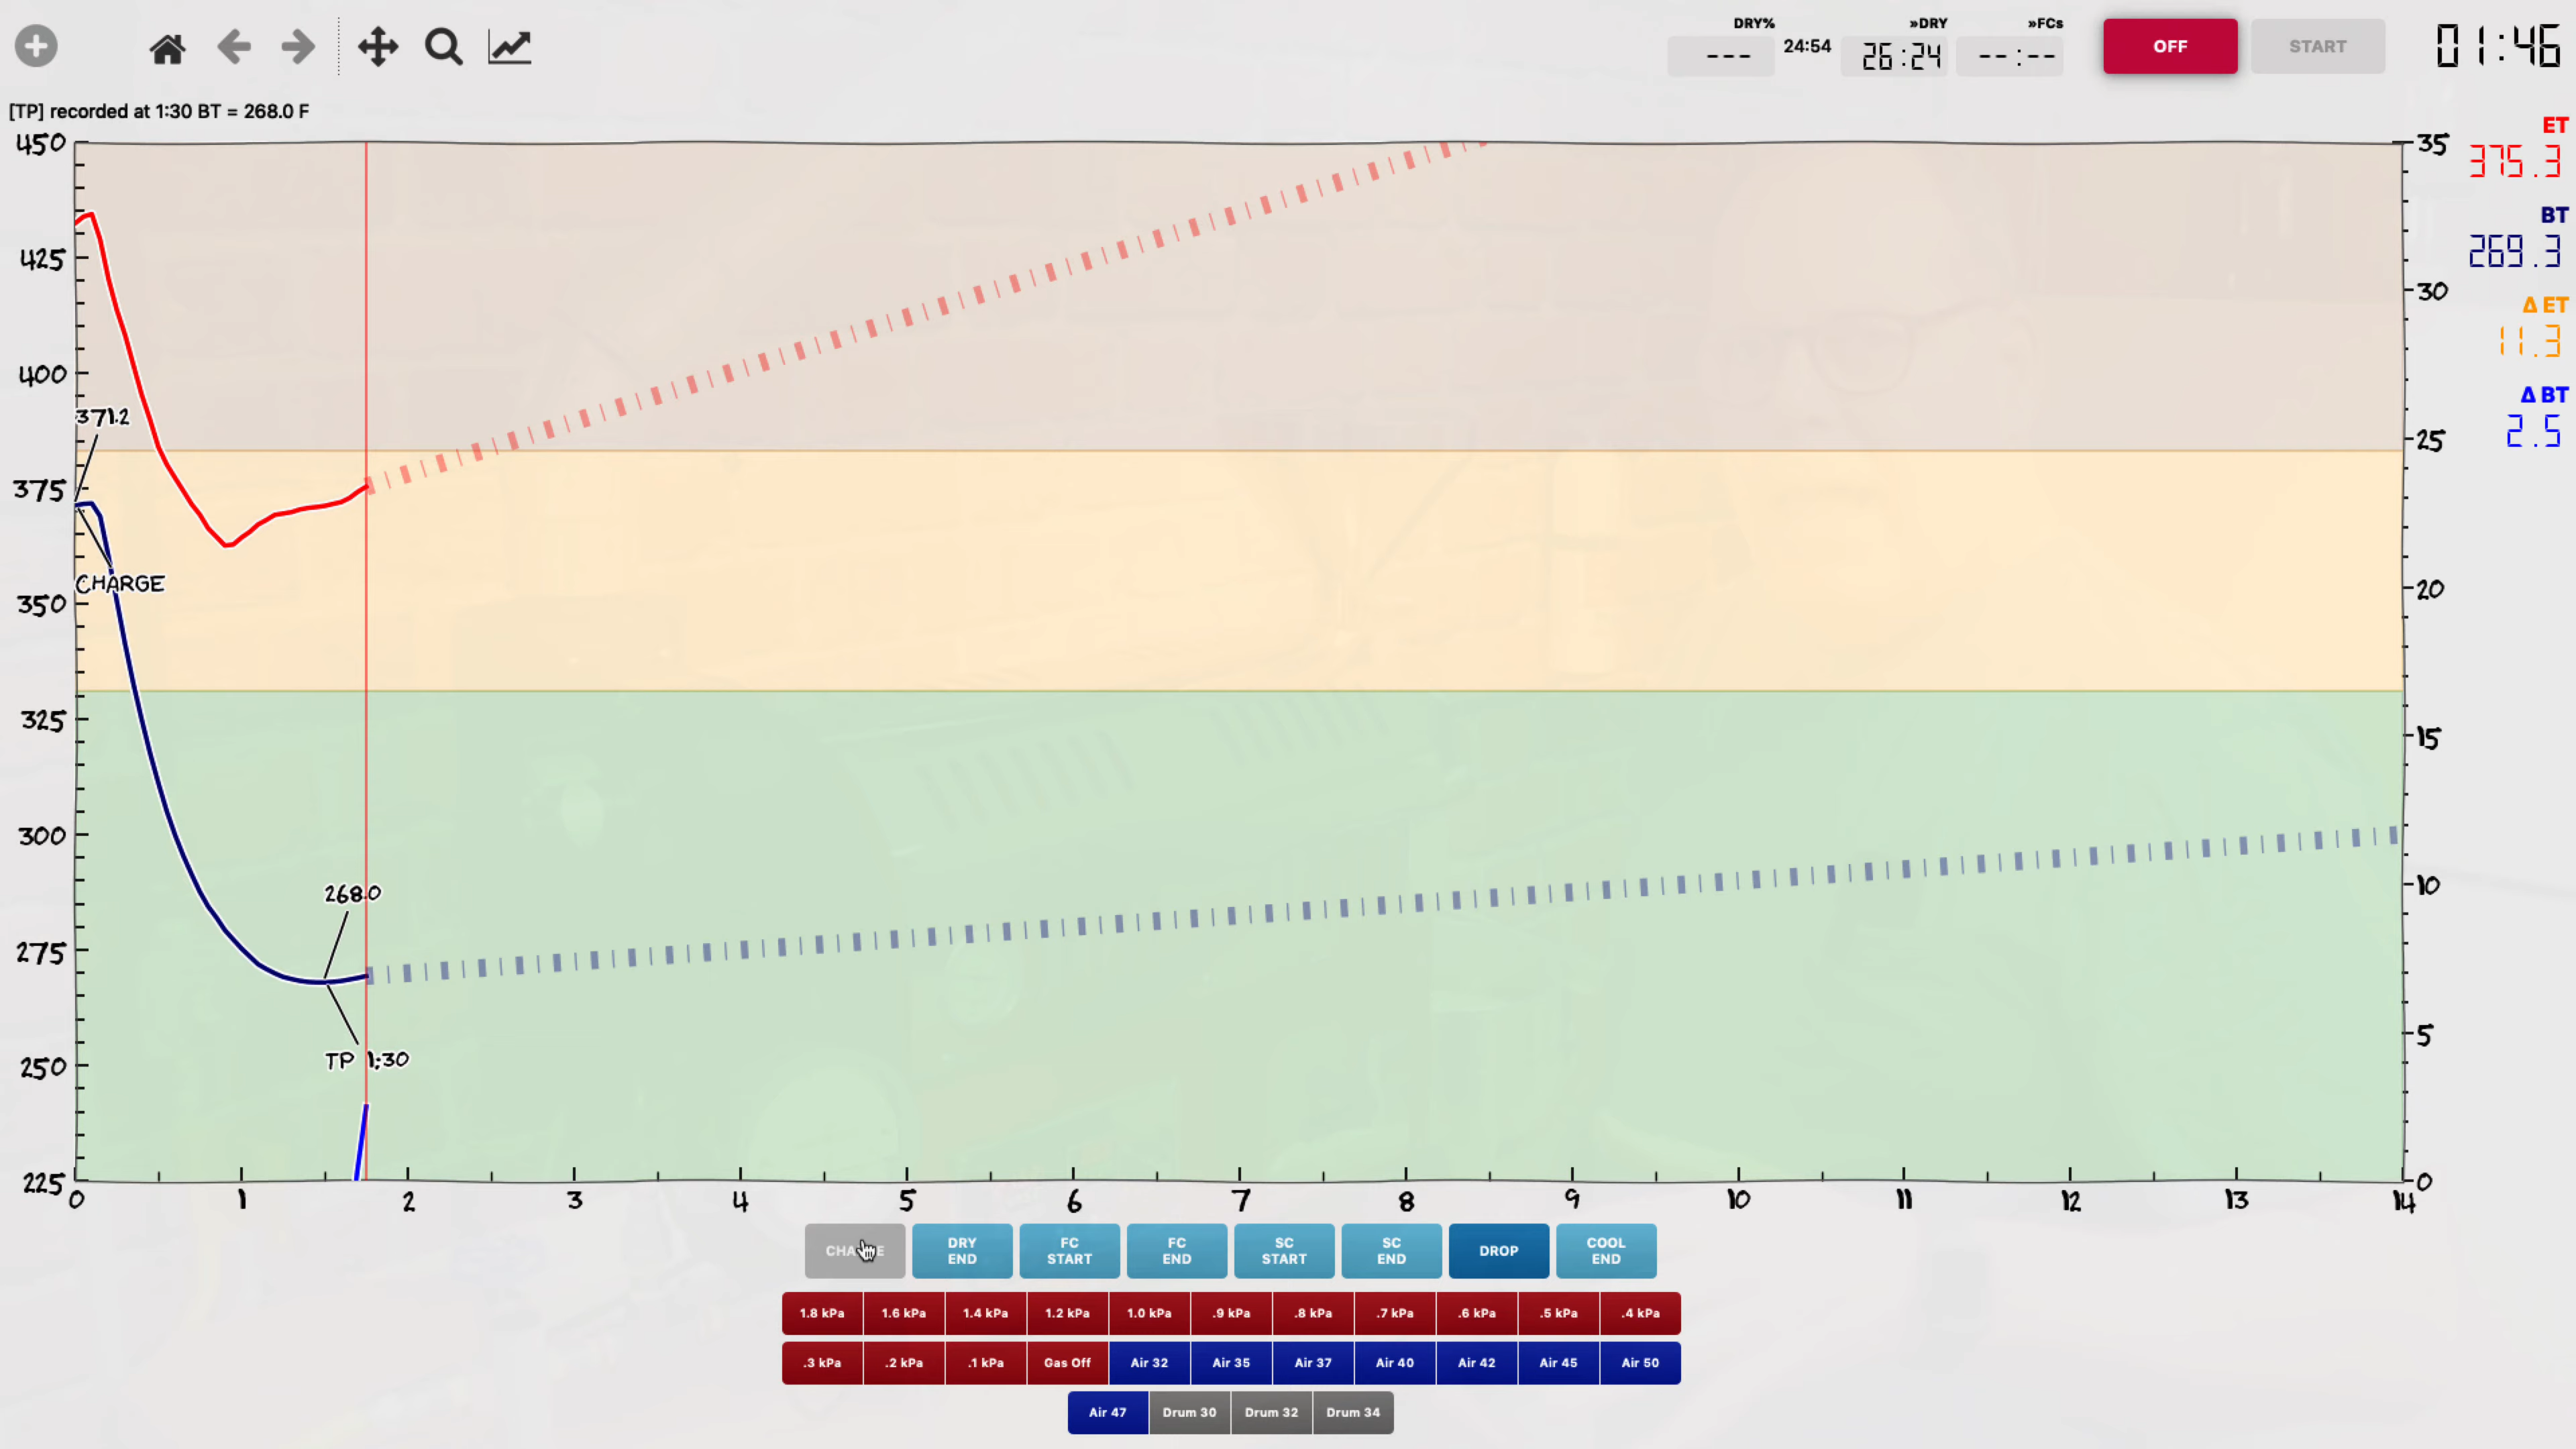 DRY% »DRY »FCs
--- 24:54 26:24 --:-- OFF START 01:46
[TP] recorded at 1:30 BT = 268.0 F
ET
375.3
BT
269.3
Δ ET
11.3
Δ BT
2.5
450
425
400
375
350
325
300
275
250
225
35
30
25
20
15
10
5
0
371.2
CHARGE
268.0
TP 1:30
0 1 2 3 4 5 6 7 8 9 10 11 12 13 14
DRY END
FC START
FC END
SC START
SC END
DROP
COOL END
1.8 kPa 1.6 kPa 1.4 kPa 1.2 kPa 1.0 kPa .9 kPa .8 kPa .7 kPa .6 kPa .5 kPa .4 kPa
.3 kPa .2 kPa .1 kPa Gas Off Air 32 Air 35 Air 37 Air 40 Air 42 Air 45 Air 50
Air 47 Drum 30 Drum 32 Drum 34